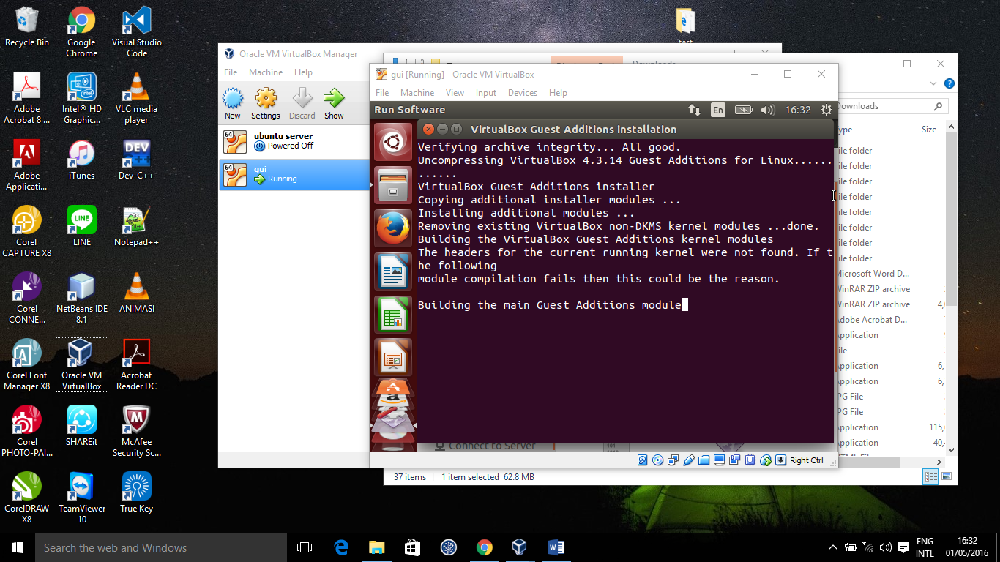 Recycle Bin
Google Chrome
Visual Studio Code
Adobe Acrobat 8 ...
Intel® HD Graphic...
VLC media player
Adobe Applicati...
iTunes
Dev-C++
Corel CAPTURE X8
LINE
Notepad++
Corel CONNE...
NetBeans IDE 8.1
ANIMASI
Corel Font Manager X8
Oracle VM VirtualBox
Acrobat Reader DC
Corel PHOTO-PAI...
SHAREit
McAfee Security Sc...
CorelDRAW X8
TeamViewer 10
True Key
test
Oracle VM VirtualBox Manager
File Machine Help
New Settings Discard Show
64 ubuntu server
Powered Off
64 gui
Running
Downloads
gui [Running] - Oracle VM VirtualBox
File Machine View Input Devices Help
Run Software En 16:32
VirtualBox Guest Additions installation
Verifying archive integrity... All good.
Uncompressing VirtualBox 4.3.14 Guest Additions for Linux......
......
VirtualBox Guest Additions installer
Copying additional installer modules ...
Installing additional modules ...
Removing existing VirtualBox non-DKMS kernel modules ...done.
Building the VirtualBox Guest Additions kernel modules
The headers for the current running kernel were not found. If t
he following
module compilation fails then this could be the reason.
Building the main Guest Additions module
Connect to Server
Right Ctrl
Downloads
ype Size
ile folder
ile folder
ile folder
ile folder
ile folder
ile folder
ile folder
ile folder
Microsoft Word D...
WinRAR ZIP archive
WinRAR ZIP archive 4,
Adobe Acrobat D...
Application
ile
Application 6,
Application 6,
PG File
PG File
Application 115,
Application 40,
37 items 1 item selected 62.8 MB
Search the web and Windows
ENG
INTL
16:32
01/05/2016